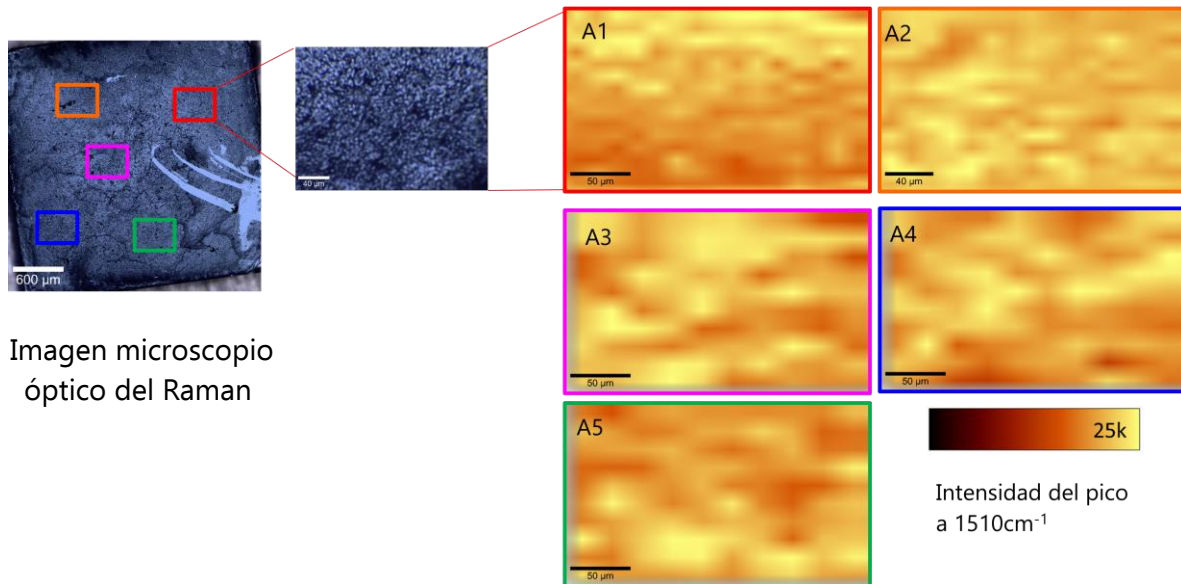 A1
A2
50 µm
40 µm
40 µm
A3
A4
600 µm
50 µm
50 µm
Imagen microscopio
óptico del Raman
A5
25k
50 µm
Intensidad del pico
a 1510cm⁻¹